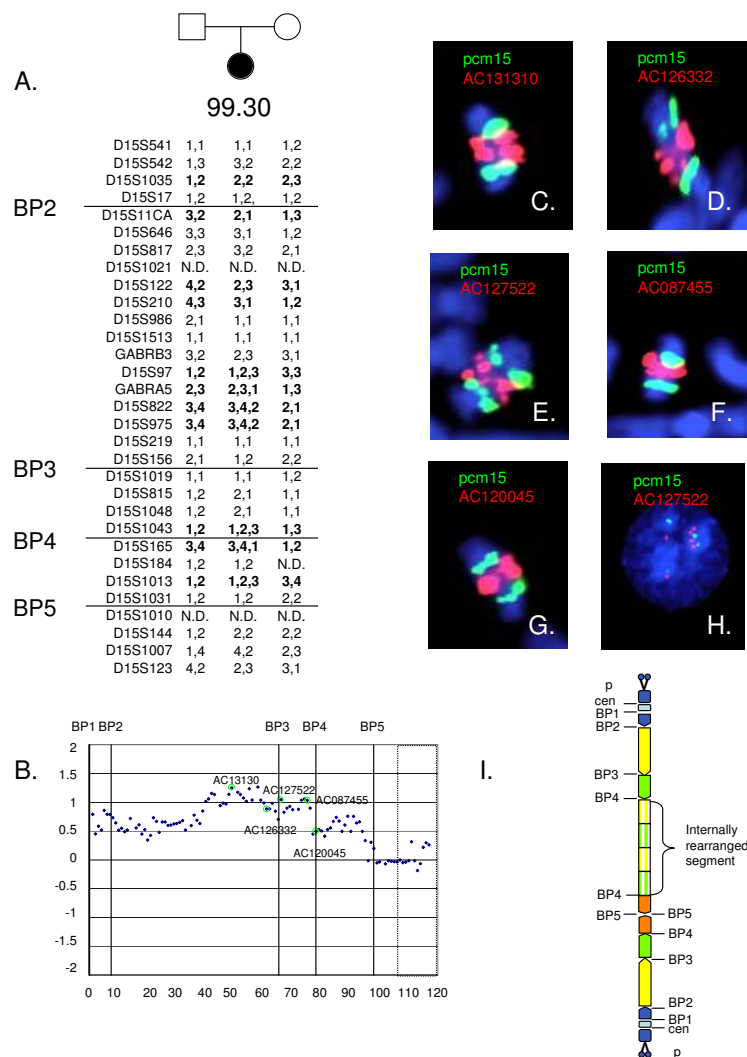 A.
99.30
D15S541 1,1 1,1 1,2
D15S542 1,3 3,2 2,2
D15S1035 1,2 2,2 2,3
D15S17 1,2 1,2, 1,2
BP2
D15S11CA 3,2 2,1 1,3
D15S646 3,3 3,1 1,2
D15S817 2,3 3,2 2,1
D15S1021 N.D. N.D. N.D.
D15S122 4,2 2,3 3,1
D15S210 4,3 3,1 1,2
D15S986 2,1 1,1 1,1
D15S1513 1,1 1,1 1,1
GABRB3 3,2 2,3 3,1
D15S97 1,2 1,2,3 3,3
GABRA5 2,3 2,3,1 1,3
D15S822 3,4 3,4,2 2,1
D15S975 3,4 3,4,2 2,1
D15S219 1,1 1,1 1,1
D15S156 2,1 1,2 2,2
BP3
D15S1019 1,1 1,1 1,2
D15S815 1,2 2,1 1,1
D15S1048 1,2 2,1 1,1
D15S1043 1,2 1,2,3 1,3
BP4
D15S165 3,4 3,4,1 1,2
D15S184 1,2 1,2 N.D.
D15S1013 1,2 1,2,3 3,4
D15S1031 1,2 1,2 2,2
BP5
D15S1010 N.D. N.D. N.D.
D15S144 1,2 2,2 2,2
D15S1007 1,4 4,2 2,3
D15S123 4,2 2,3 3,1
pcm15
AC131310
C.
pcm15
AC126332
D.
pcm15
AC127522
E.
pcm15
AC087455
F.
pcm15
AC120045
G.
pcm15
AC127522
H.
B.
BP1 BP2 BP3 BP4 BP5
2
1.5
1
0.5
0
-0.5
-1
-1.5
-2
AC13130
AC127522
AC087455
AC126332
AC120045
0 10 20 30 40 50 60 70 80 90 100 110 120
I.
p
cen
BP1
BP2
BP3
BP4
Internally
rearranged
segment
BP4
BP5
BP5
BP4
BP3
BP2
BP1
cen
p